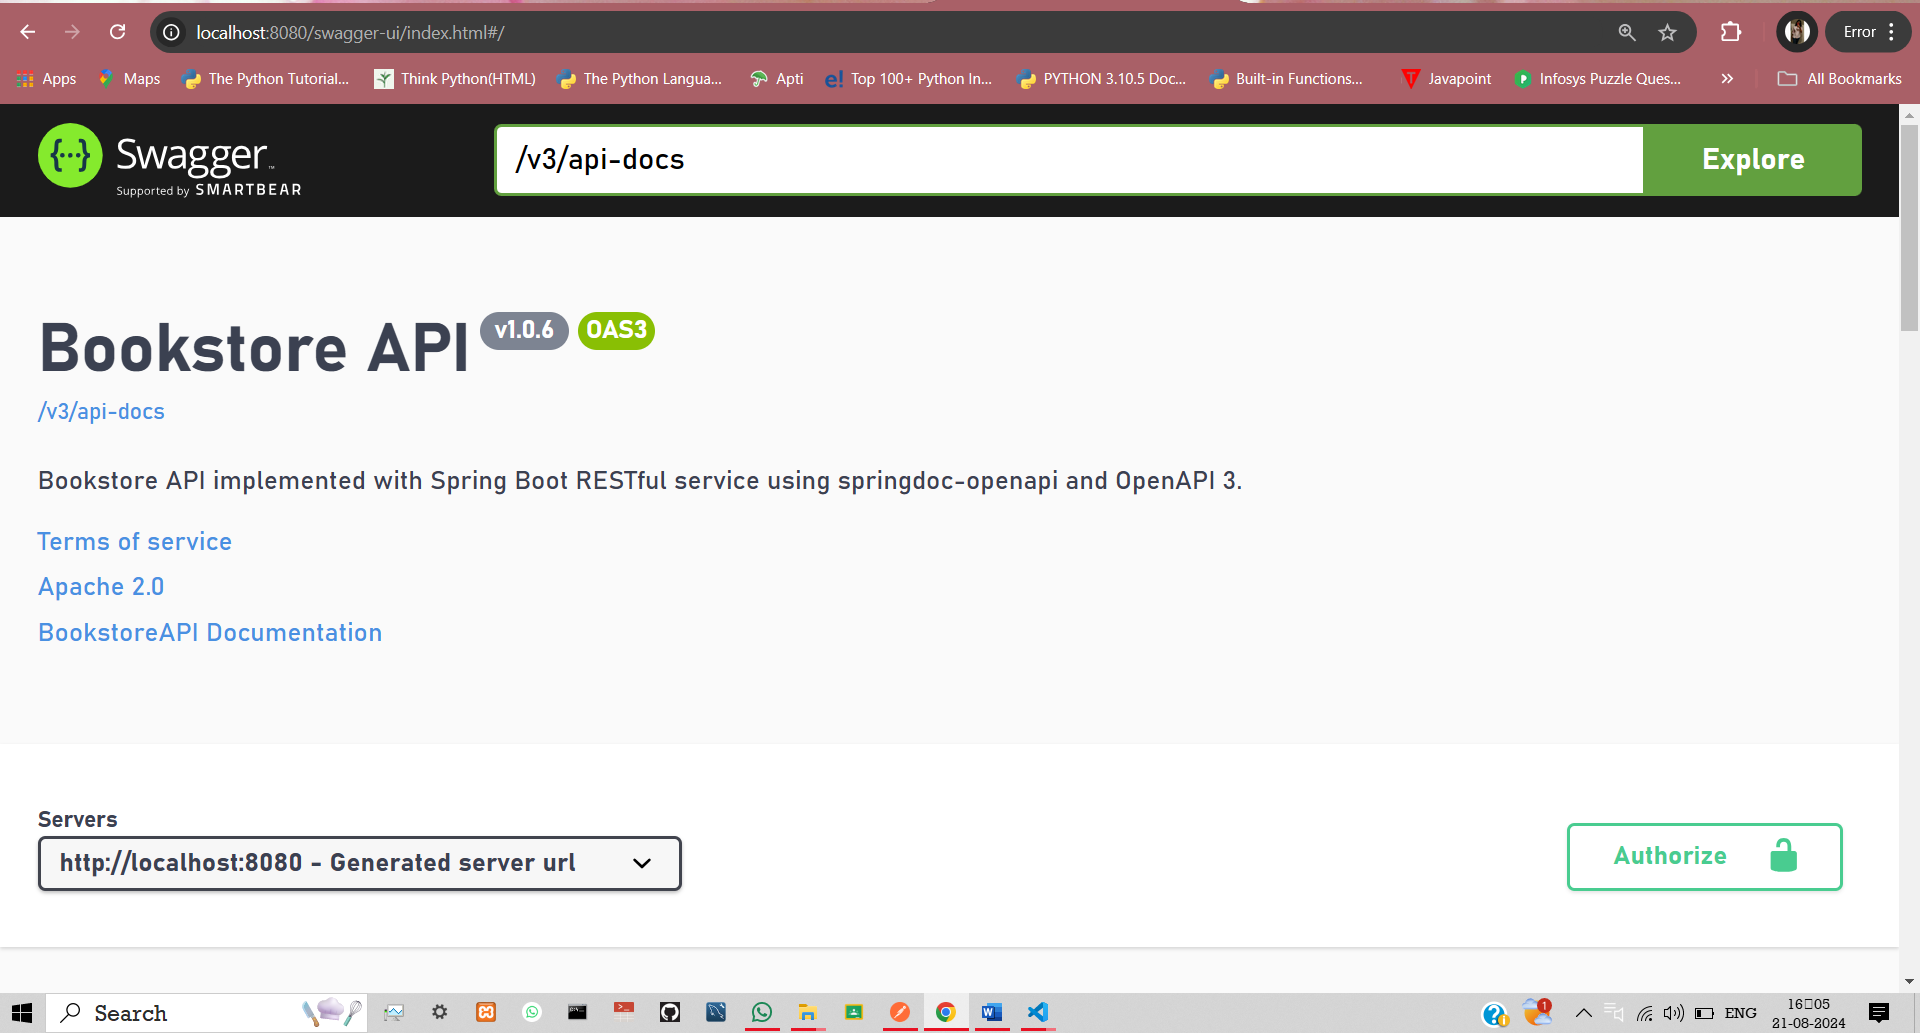 localhost:8080/swagger-ui/index.html#/
Error
Apps
Maps
The Python Tutorial...
Think Python(HTML)
The Python Langua...
Apti
e! Top 100+ Python In...
PYTHON 3.10.5 Doc...
Built-in Functions...
Javapoint
Infosys Puzzle Ques...
»
All Bookmarks
{···} Swagger™
Supported by SMARTBEAR
/v3/api-docs
Explore
Bookstore API v1.0.6 OAS3
/v3/api-docs
Bookstore API implemented with Spring Boot RESTful service using springdoc-openapi and OpenAPI 3.
Terms of service
Apache 2.0
BookstoreAPI Documentation
Servers
http://localhost:8080 - Generated server url
Authorize
Search
1
ENG
16▯05
21-08-2024